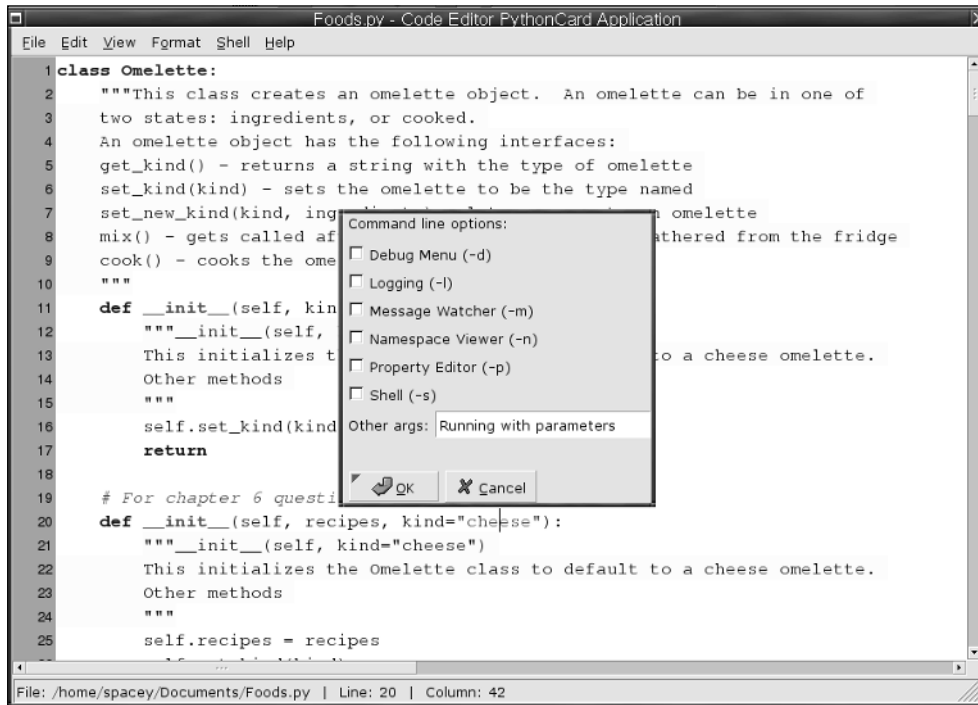 Foods.py - Code Editor PythonCard Application
File Edit View Format Shell Help
1 class Omelette:
2 """This class creates an omelette object.  An omelette can be in one of
3 two states: ingredients, or cooked.
4 An omelette object has the following interfaces:
5 get_kind() - returns a string with the type of omelette
6 set_kind(kind) - sets the omelette to be the type named
7 set_new_kind(kind, omelette
8 mix() - gets called athered from the fridge
9 cook() - cooks the ome
10 """
11 def __init__(self, kin
12 """__init__(self,
13 This initializes to a cheese omelette.
14 Other methods
15 """
16 self.set_kind(kind
17 return
18
19 # For chapter 6 questi
20 def __init__(self, recipes, kind="cheese"):
21 """__init__(self, kind="cheese")
22 This initializes the Omelette class to default to a cheese omelette.
23 Other methods
24 """
25 self.recipes = recipes
Command line options:
Debug Menu (-d)
Logging (-l)
Message Watcher (-m)
Namespace Viewer (-n)
Property Editor (-p)
Shell (-s)
Other args: Running with parameters
OK Cancel
File: /home/spacey/Documents/Foods.py | Line: 20 | Column: 42